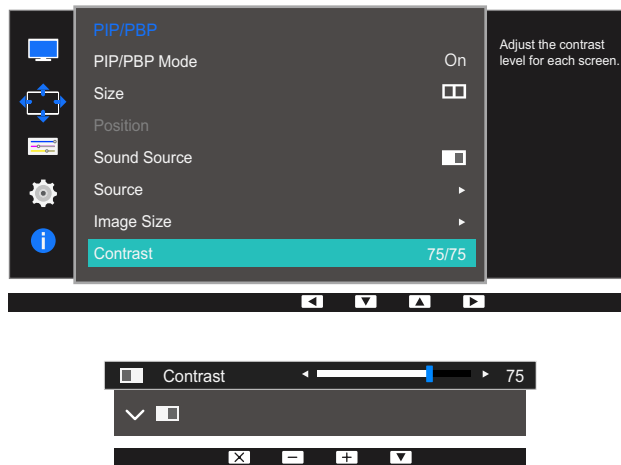 PIP/PBP
PIP/PBP Mode On
Size
Position
Sound Source
Source
Image Size
Contrast 75/75
Adjust the contrast
level for each screen.
Contrast 75